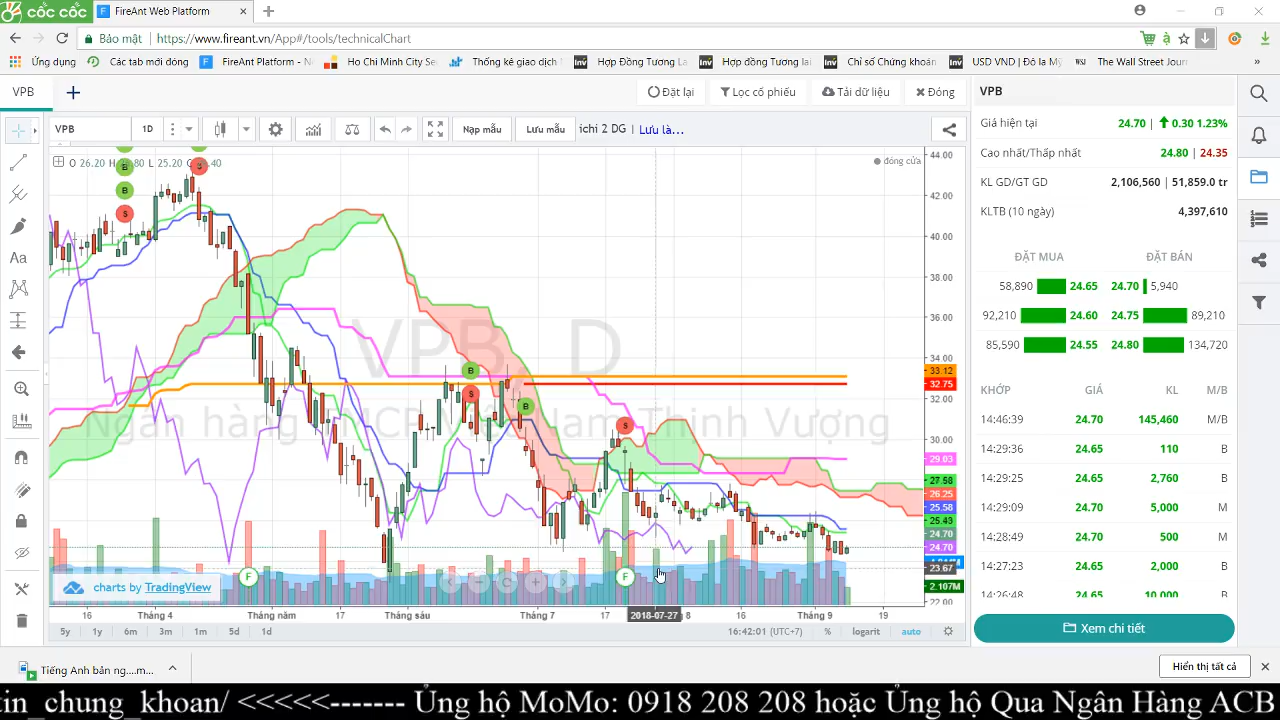 cốc cốc
FireAnt Web Platform
Bảo mật
https://www.fireant.vn/App#/tools/technicalChart
Ứng dụng
Các tab mới đóng
FireAnt Platform - N
Ho Chi Minh City Se
Thống kê giao dịch
Hợp Đồng Tương La
Hợp đồng Tương lai
Chỉ số Chứng khoán
USD VND | Đô la Mỹ
The Wall Street Jour
»
VPB
Đặt lại
Lọc cổ phiếu
Tải dữ liệu
Đóng
VPB
VPB
1D
Nạp mẫu
Lưu mẫu
ichi 2 DG
Lưu là...
O 26.20 H
80 L 25.20 C
40
đóng cửa
VPB, D
Ngân hàng TMCP Việt Nam Thịnh Vượng
44.00
42.00
40.00
38.00
36.00
34.00
33.12
32.75
32.00
30.00
29.03
27.58
26.25
25.58
25.49
24.70
24.70
23.67
2.107M
22.00
B
B
S
S
B
S
B
S
F
F
charts by TradingView
16
Tháng 4
Tháng năm
17
Tháng sáu
Tháng 7
17
2018-07-27
8
16
Tháng 9
19
5y
1y
6m
3m
1m
5d
1d
16:42:01 (UTC+7)
%
logarit
auto
Giá hiện tại
24.70 | 0.30 1.23%
Cao nhất/Thấp nhất
24.80 | 24.35
KL GD/GT GD
2,106,560 | 51,859.0 tr
KLTB (10 ngày)
4,397,610
ĐẶT MUA
ĐẶT BÁN
58,890 24.65 24.70 5,940
92,210 24.60 24.75 89,210
85,590 24.55 24.80 134,720
KHỚP GIÁ KL M/B
14:46:39 24.70 145,460 M/B
14:29:36 24.65 110 B
14:29:25 24.65 2,760 B
14:29:09 24.70 5,000 M
14:28:49 24.70 500 M
14:27:23 24.65 2,000 B
14:26:48 24.65 10,000 B
Xem chi tiết
Tiếng Anh bản ng....m...
Hiển thị tất cả
tin_chung_khoan/ <<<<<------- Ủng hộ MoMo: 0918 208 208 hoặc Ủng hộ Qua Ngân Hàng ACB